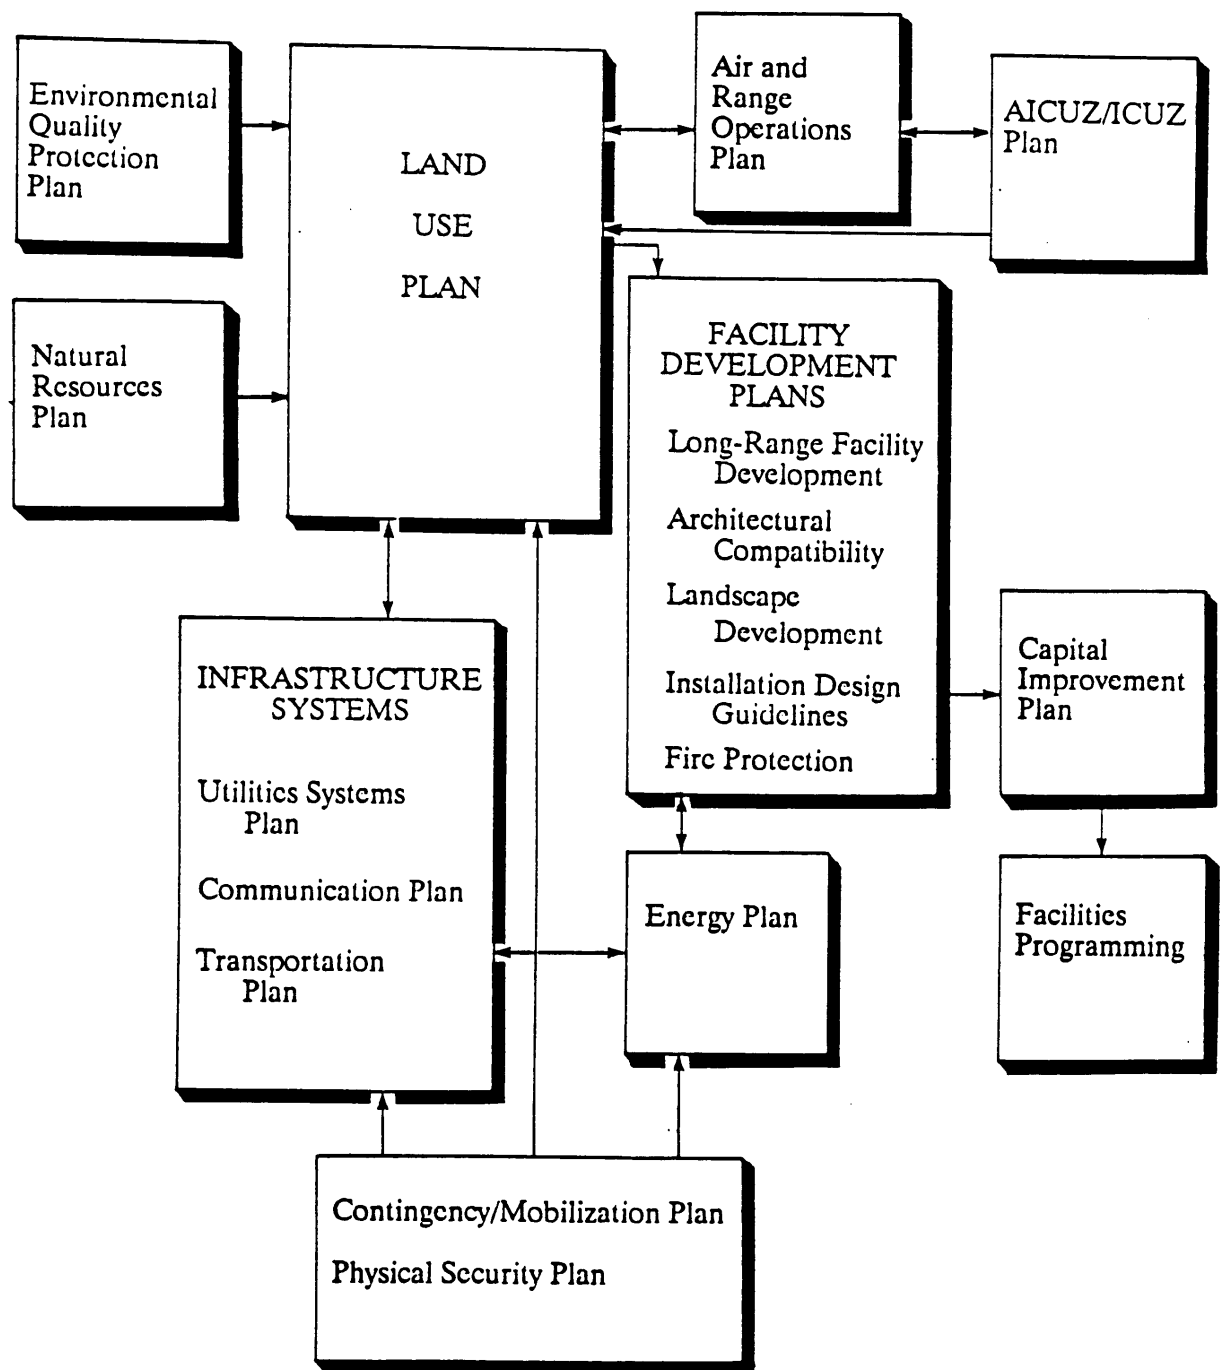 Environmental
Quality
Protection
Plan
LAND
USE
PLAN
Air and
Range
Operations
Plan
AICUZ/ICUZ
Plan
Natural
Resources
Plan
FACILITY
DEVELOPMENT
PLANS
Long-Range Facility
Development
Architectural
Compatibility
Landscape
Development
Installation Design
Guidelines
Fire Protection
INFRASTRUCTURE
SYSTEMS
Utilities Systems
Plan
Communication Plan
Transportation
Plan
Capital
Improvement
Plan
Energy Plan
Facilities
Programming
Contingency/Mobilization Plan
Physical Security Plan